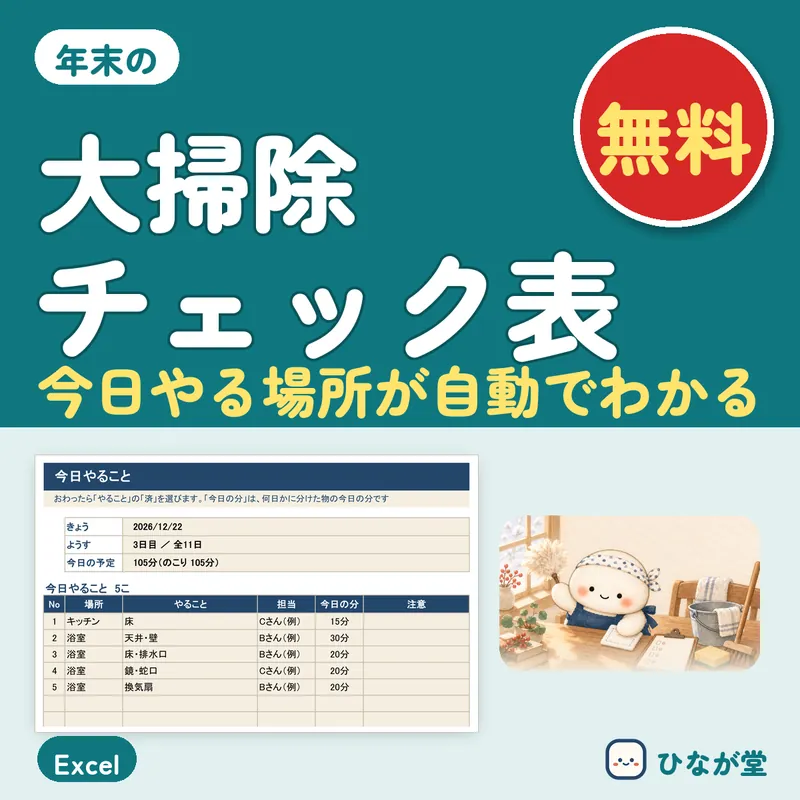 年末の
無料
大掃除
チェック表
今日やる場所が自動でわかる
今日やること
おわったら「やること」の「済」を選びます。「今日の分」は、何日かに分けた物の今日の分です
きょう 2026/12/22
ようす 3日目 / 全11日
今日の予定 105分(のこり 105分)
今日やること 5こ
No 場所 やること 担当 今日の分 注意
1 キッチン 床 Cさん(例) 15分
2 浴室 天井・壁 Bさん(例) 30分
3 浴室 床・排水口 Bさん(例) 20分
4 浴室 鏡・蛇口 Cさん(例) 20分
5 浴室 換気扇 Bさん(例) 20分
Excel
ひなが堂